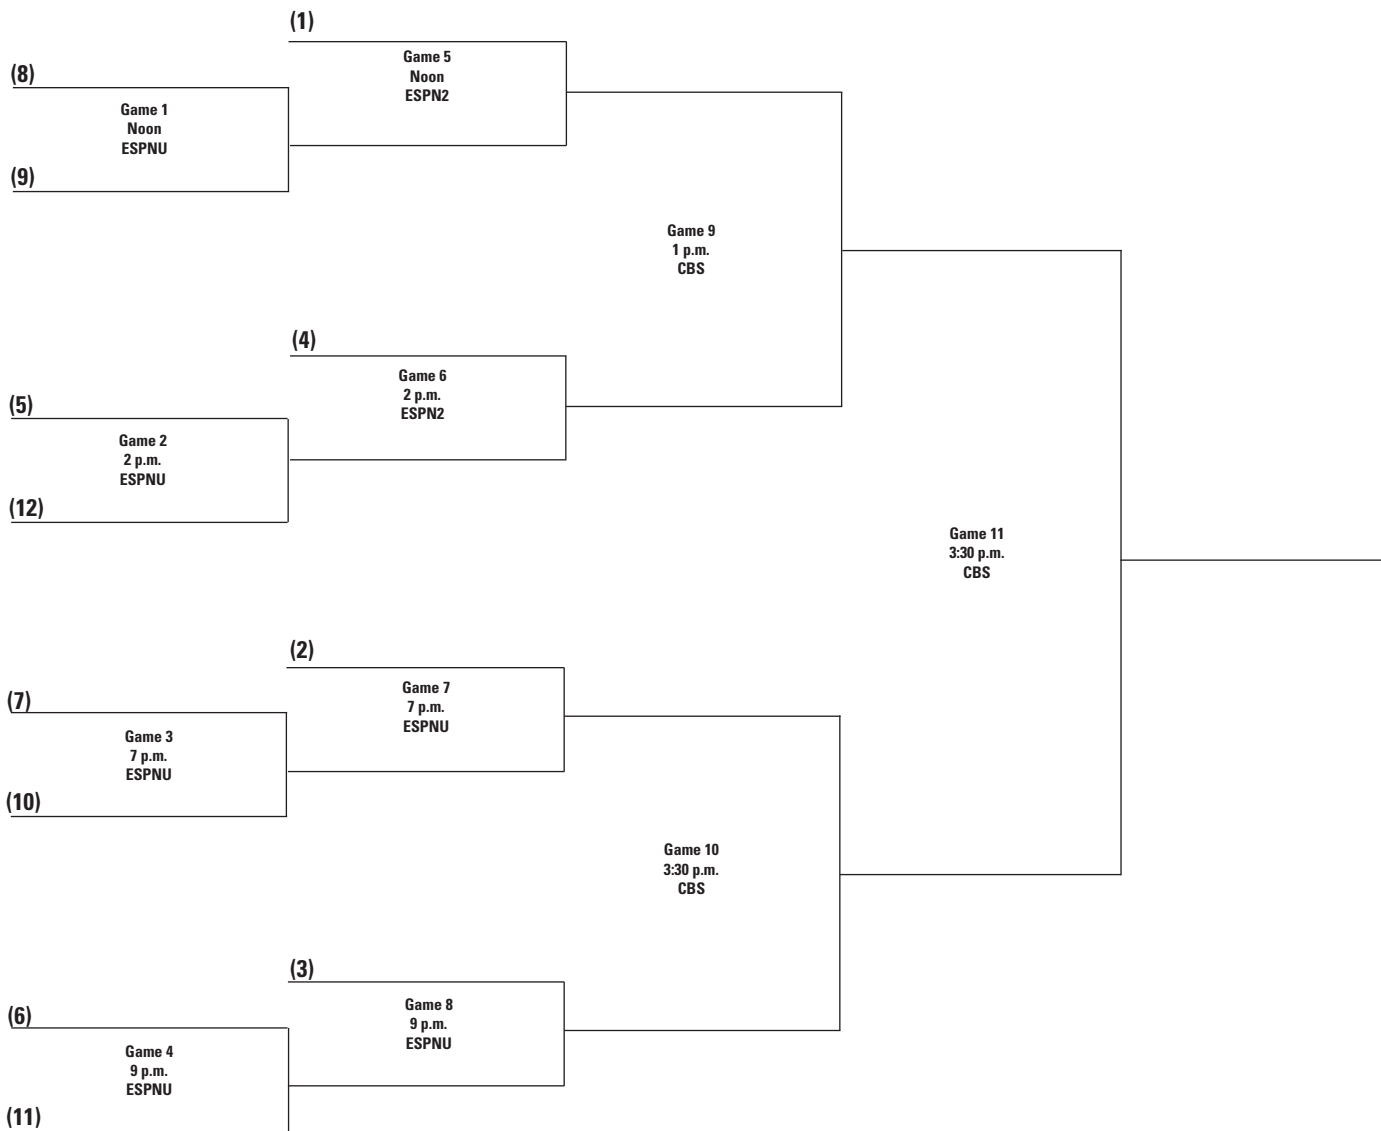 (1)
Game 5
Noon
ESPN2
(8)
Game 1
Noon
ESPNU
(9)
Game 9
1 p.m.
CBS
(4)
Game 6
2 p.m.
ESPN2
(5)
Game 2
2 p.m.
ESPNU
(12)
Game 11
3:30 p.m.
CBS
(2)
Game 7
7 p.m.
ESPNU
(7)
Game 3
7 p.m.
ESPNU
(10)
Game 10
3:30 p.m.
CBS
(3)
Game 8
9 p.m.
ESPNU
(6)
Game 4
9 p.m.
ESPNU
(11)